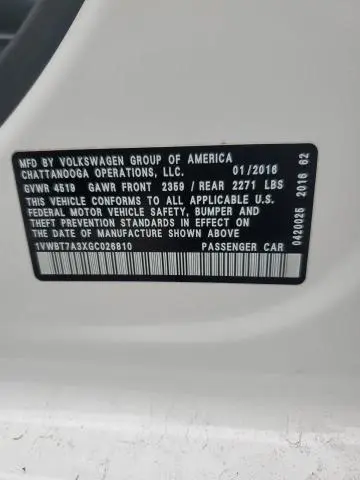 MFD BY VOLKSWAGEN GROUP OF AMERICA
CHATTANOOGA OPERATIONS, LLC. 01/2016
GVWR 4519 GAWR FRONT 2359 / REAR 2271 LBS
THIS VEHICLE CONFORMS TO ALL APPLICABLE U.S.
FEDERAL MOTOR VEHICLE SAFETY, BUMPER AND
THEFT PREVENTION STANDARDS IN EFFECT ON
THE DATE OF MANUFACTURE SHOWN ABOVE
1VWBT7A3XGC026810 PASSENGER CAR
0420025 2016 62